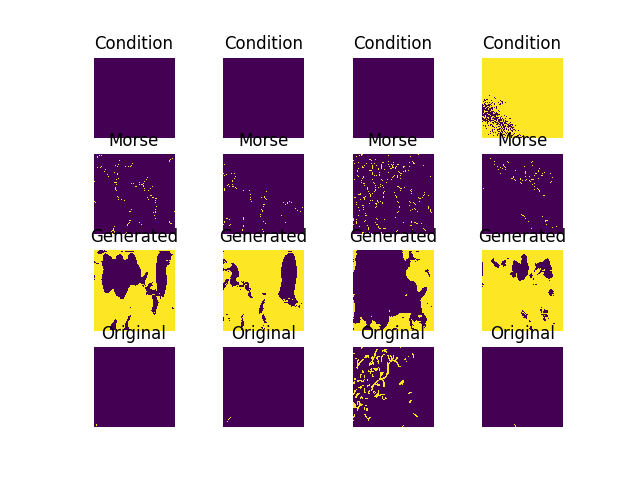 Condition Condition Condition Condition
Morse Morse Morse Morse
Generated Generated Generated Generated
Original Original Original Original